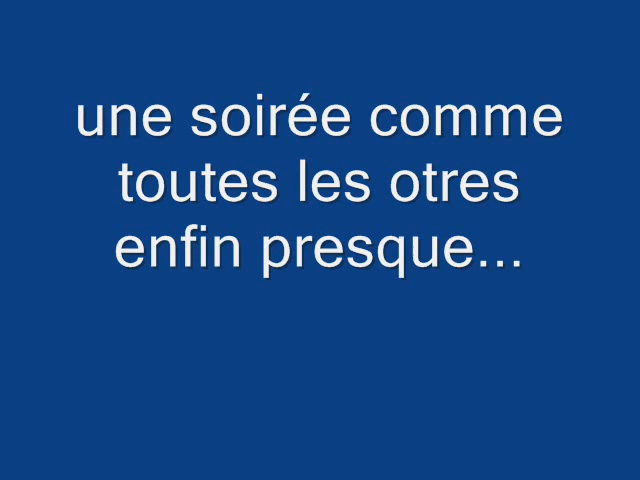 une soirée comme
toutes les otres
enfin presque...